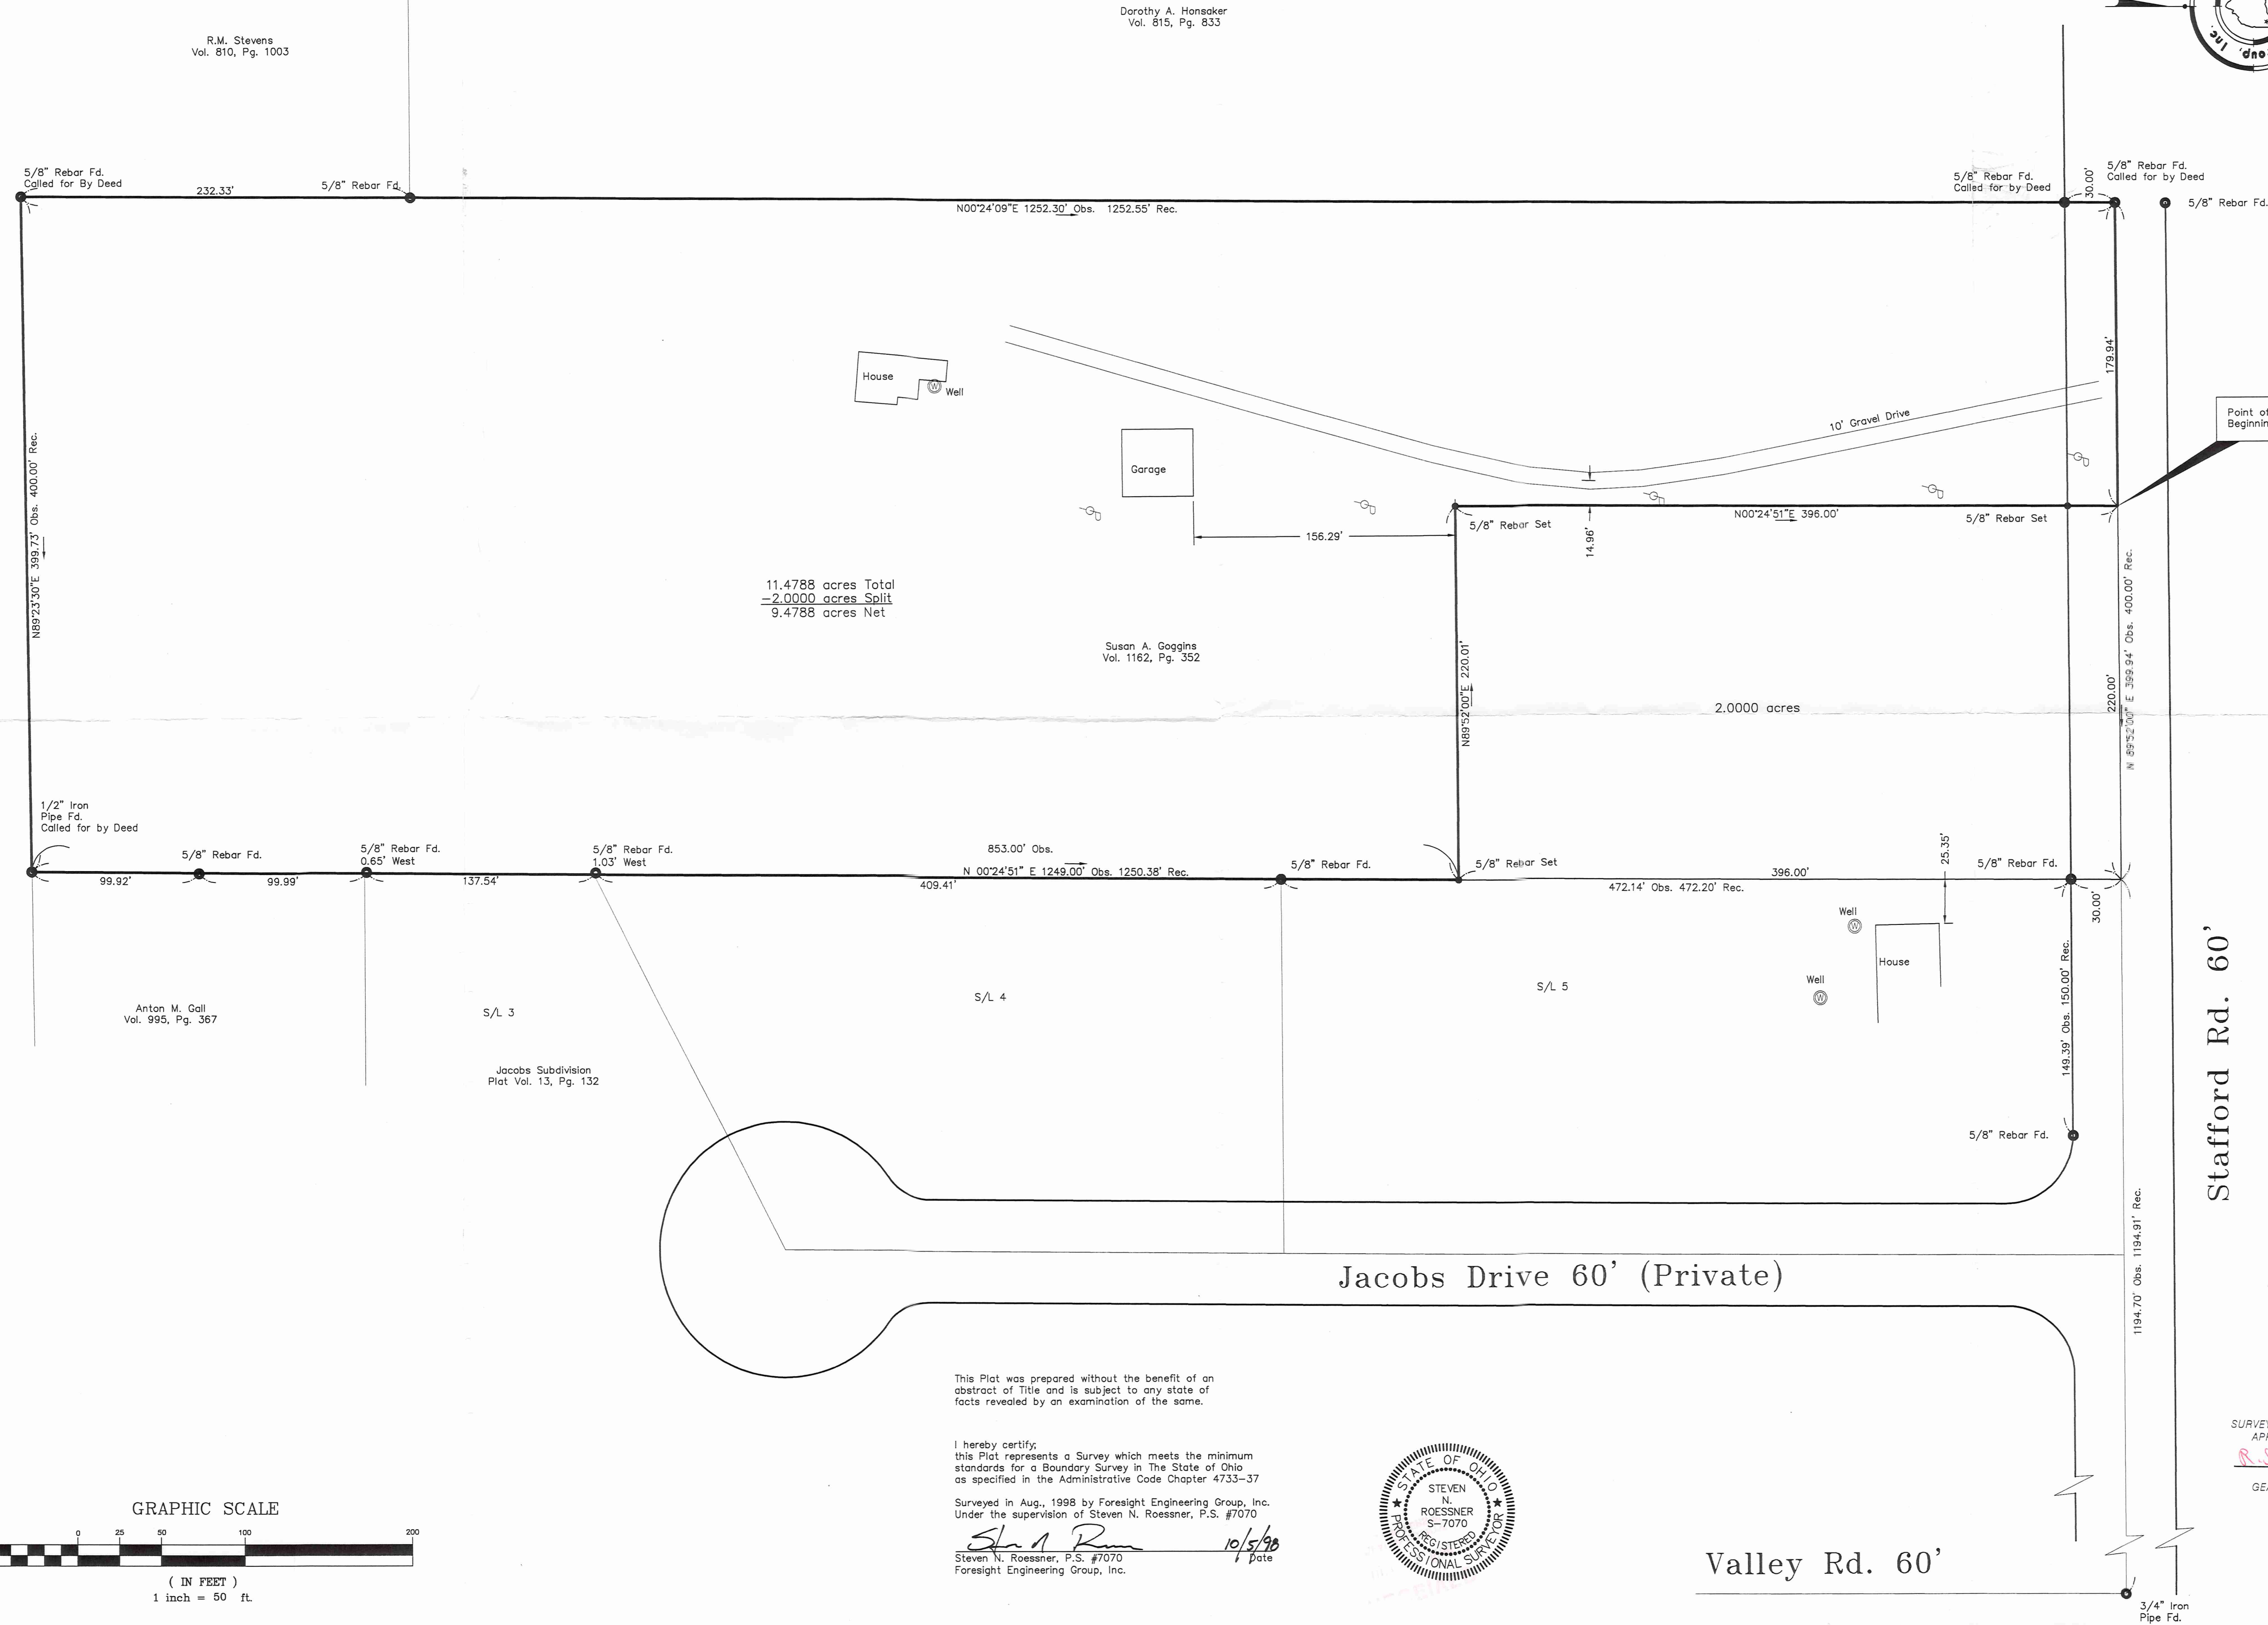 Dorothy A. Honsaker
Vol. 815, Pg. 833
R.M. Stevens
Vol. 810, Pg. 1003
oup, Inc.
5/8" Rebar Fd.
Called for By Deed
232.33'
5/8" Rebar Fd.
N00°24'09"E 1252.30' Obs. 1252.55' Rec.
5/8" Rebar Fd.
Called for by Deed
30.00'
5/8" Rebar Fd.
Called for by Deed
5/8" Rebar Fd.
179.94'
House
W
Well
10' Gravel Drive
Point of
Beginnin
Garage
N89°23'30"E 399.73' Obs. 400.00' Rec.
156.29'
5/8" Rebar Set
14.96'
N00°24'51"E 396.00'
5/8" Rebar Set
11.4788 acres Total
-2.0000 acres Split
9.4788 acres Net
Susan A. Goggins
Vol. 1162, Pg. 352
N89°52'00"E 220.01'
2.0000 acres
220.00'
N 89°52'00" E 399.94' Obs. 400.00' Rec.
1/2" Iron
Pipe Fd.
Called for by Deed
5/8" Rebar Fd.
5/8" Rebar Fd.
0.65' West
5/8" Rebar Fd.
1.03' West
853.00' Obs.
N 00°24'51" E 1249.00' Obs. 1250.38' Rec.
5/8" Rebar Fd.
5/8" Rebar Set
25.35'
5/8" Rebar Fd.
99.92'
99.99'
137.54'
409.41'
396.00'
472.14' Obs. 472.20' Rec.
30.00'
Well
W
House
Well
W
Anton M. Gall
Vol. 995, Pg. 367
S/L 3
S/L 4
S/L 5
149.39' Obs. 150.00' Rec.
Jacobs Subdivision
Plat Vol. 13, Pg. 132
5/8" Rebar Fd.
Stafford Rd. 60'
1194.70' Obs. 1194.91' Rec.
Jacobs Drive 60' (Private)
This Plat was prepared without the benefit of an
abstract of Title and is subject to any state of
facts revealed by an examination of the same.
I hereby certify;
this Plat represents a Survey which meets the minimum
standards for a Boundary Survey in The State of Ohio
as specified in the Administrative Code Chapter 4733-37
Surveyed in Aug., 1998 by Foresight Engineering Group, Inc.
Under the supervision of Steven N. Roessner, P.S. #7070
10/5/98
Steven N. Roessner, P.S. #7070
Date
Foresight Engineering Group, Inc.
STATE OF OHIO
STEVEN
N.
ROESSNER
S-7070
REGISTERED
PROFESSIONAL SURVEYOR
SURVEY
AP
GE
GRAPHIC SCALE
0 25 50 100 200
( IN FEET )
1 inch = 50 ft.
Valley Rd. 60'
3/4" Iron
Pipe Fd.